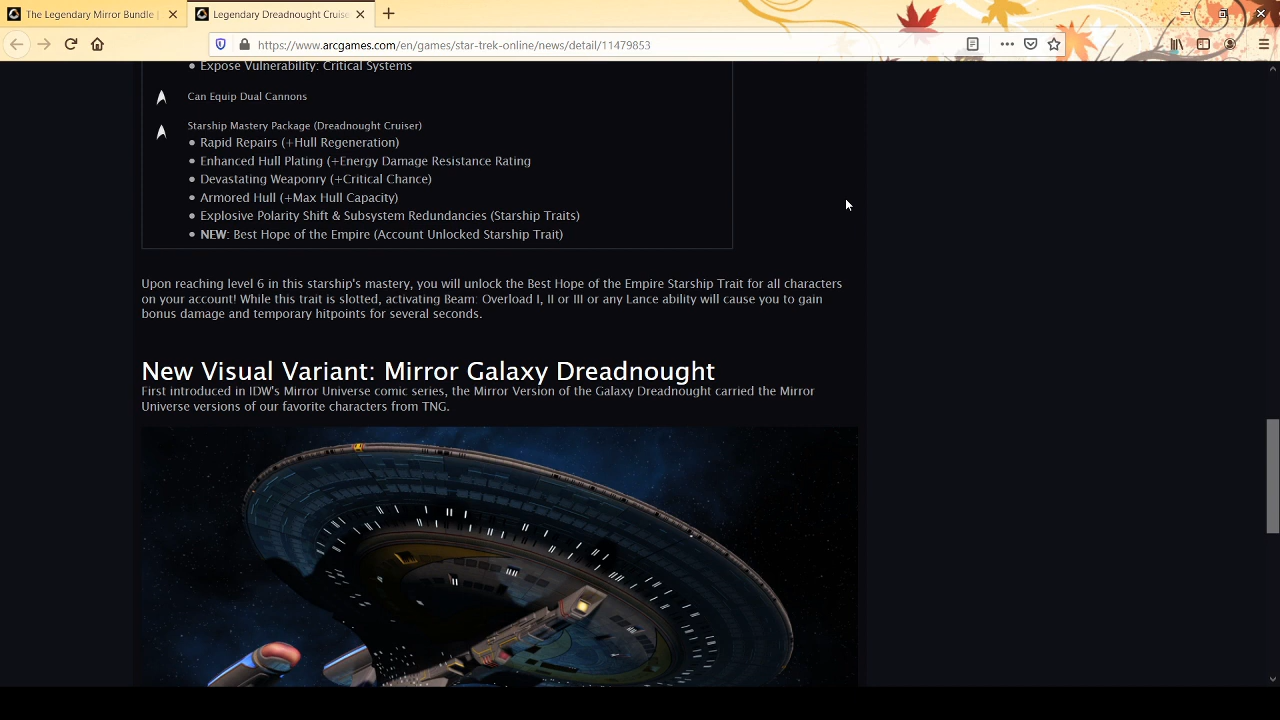 The Legendary Mirror Bundle |
Legendary Dreadnought Cruise
https://www.arcgames.com/en/games/star-trek-online/news/detail/11479853
Expose Vulnerability: Critical Systems
Can Equip Dual Cannons
Starship Mastery Package (Dreadnought Cruiser)
Rapid Repairs (+Hull Regeneration)
Enhanced Hull Plating (+Energy Damage Resistance Rating
Devastating Weaponry (+Critical Chance)
Armored Hull (+Max Hull Capacity)
Explosive Polarity Shift & Subsystem Redundancies (Starship Traits)
NEW: Best Hope of the Empire (Account Unlocked Starship Trait)
Upon reaching level 6 in this starship's mastery, you will unlock the Best Hope of the Empire Starship Trait for all characters
on your account! While this trait is slotted, activating Beam: Overload I, II or III or any Lance ability will cause you to gain
bonus damage and temporary hitpoints for several seconds.
New Visual Variant: Mirror Galaxy Dreadnought
First introduced in IDW's Mirror Universe comic series, the Mirror Version of the Galaxy Dreadnought carried the Mirror
Universe versions of our favorite characters from TNG.